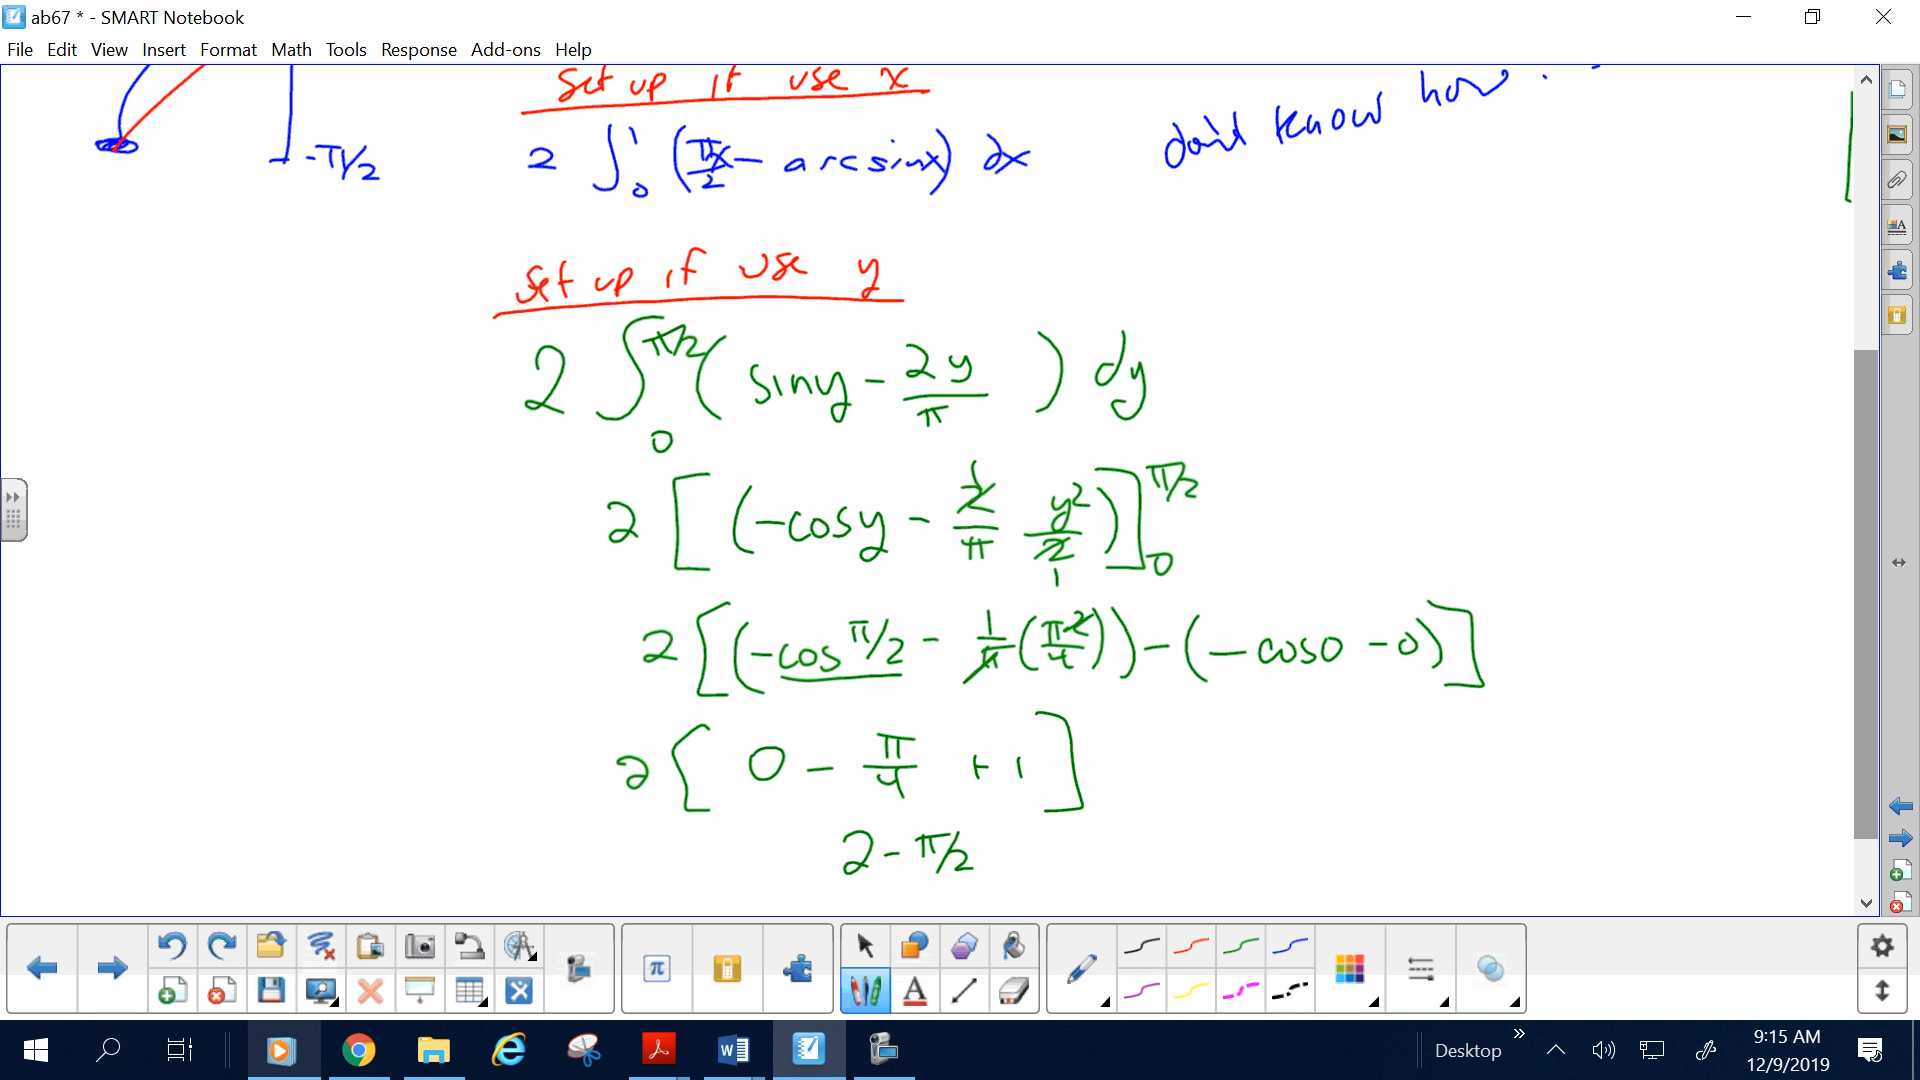 ab67 * - SMART Notebook
File Edit View Insert Format Math Tools Response Add-ons Help
Set up if use x
-π/2
2 ∫₀¹ (πx/2 - arcsinx) dx
don't know how.
Set up if use y
2 ∫₀^π/2 ( siny - 2y/π ) dy
2 [ (-cosy - 2/π y²/2) ]₀^π/2
1 1
2 [(-cos π/2 - 1/π (π²/4)) - (-cos0 - 0)]
2 [ 0 - π/4 + 1 ]
2 - π/2
π
A
Desktop
9:15 AM
12/9/2019